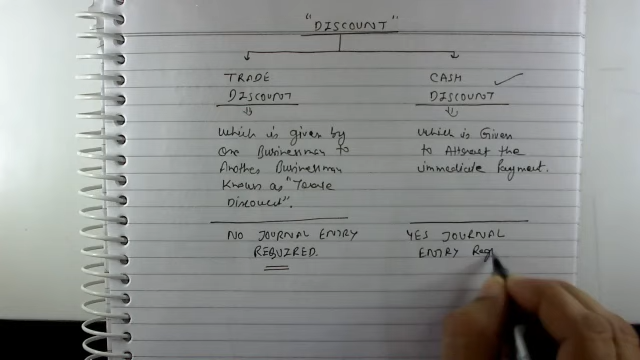 "DISCOUNT"
TRADE
DISCOUNT
Which is given by
One Businessman to
Another Businessman
Known as "Trade
Discount".
NO JOURNAL ENTRY
REQUIRED.
CASH
DISCOUNT
Which is Given
to Attract the
immediate Payment.
YES JOURNAL
ENTRY Req